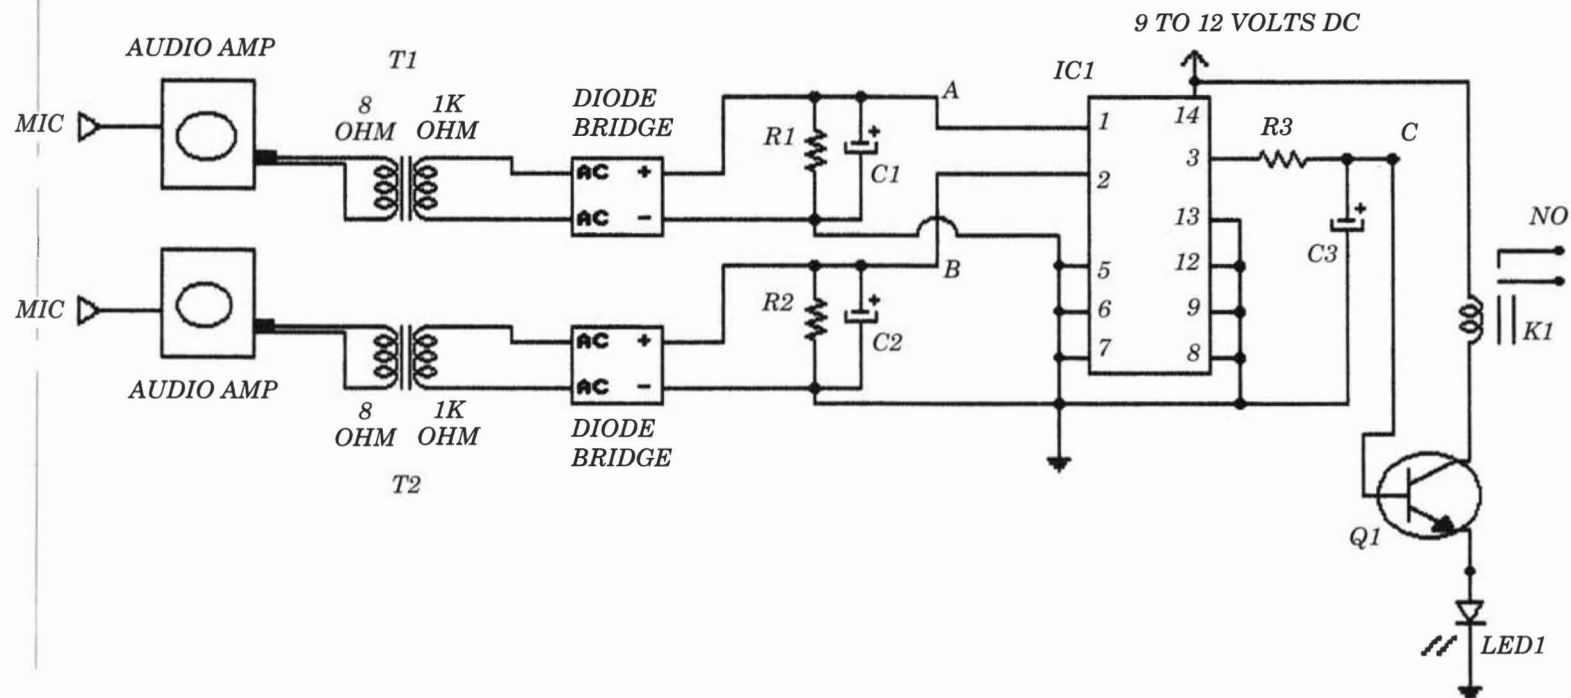 9 TO 12 VOLTS DC
AUDIO AMP
T1
IC1
8
OHM
1K
OHM
DIODE
BRIDGE
A
MIC
R1
C1
AC +
AC -
1
2
5
6
7
14
3
13
12
9
8
R3
C
C3
NO
K1
B
MIC
R2
C2
AC +
AC -
AUDIO AMP
8
OHM
1K
OHM
DIODE
BRIDGE
T2
Q1
LED1